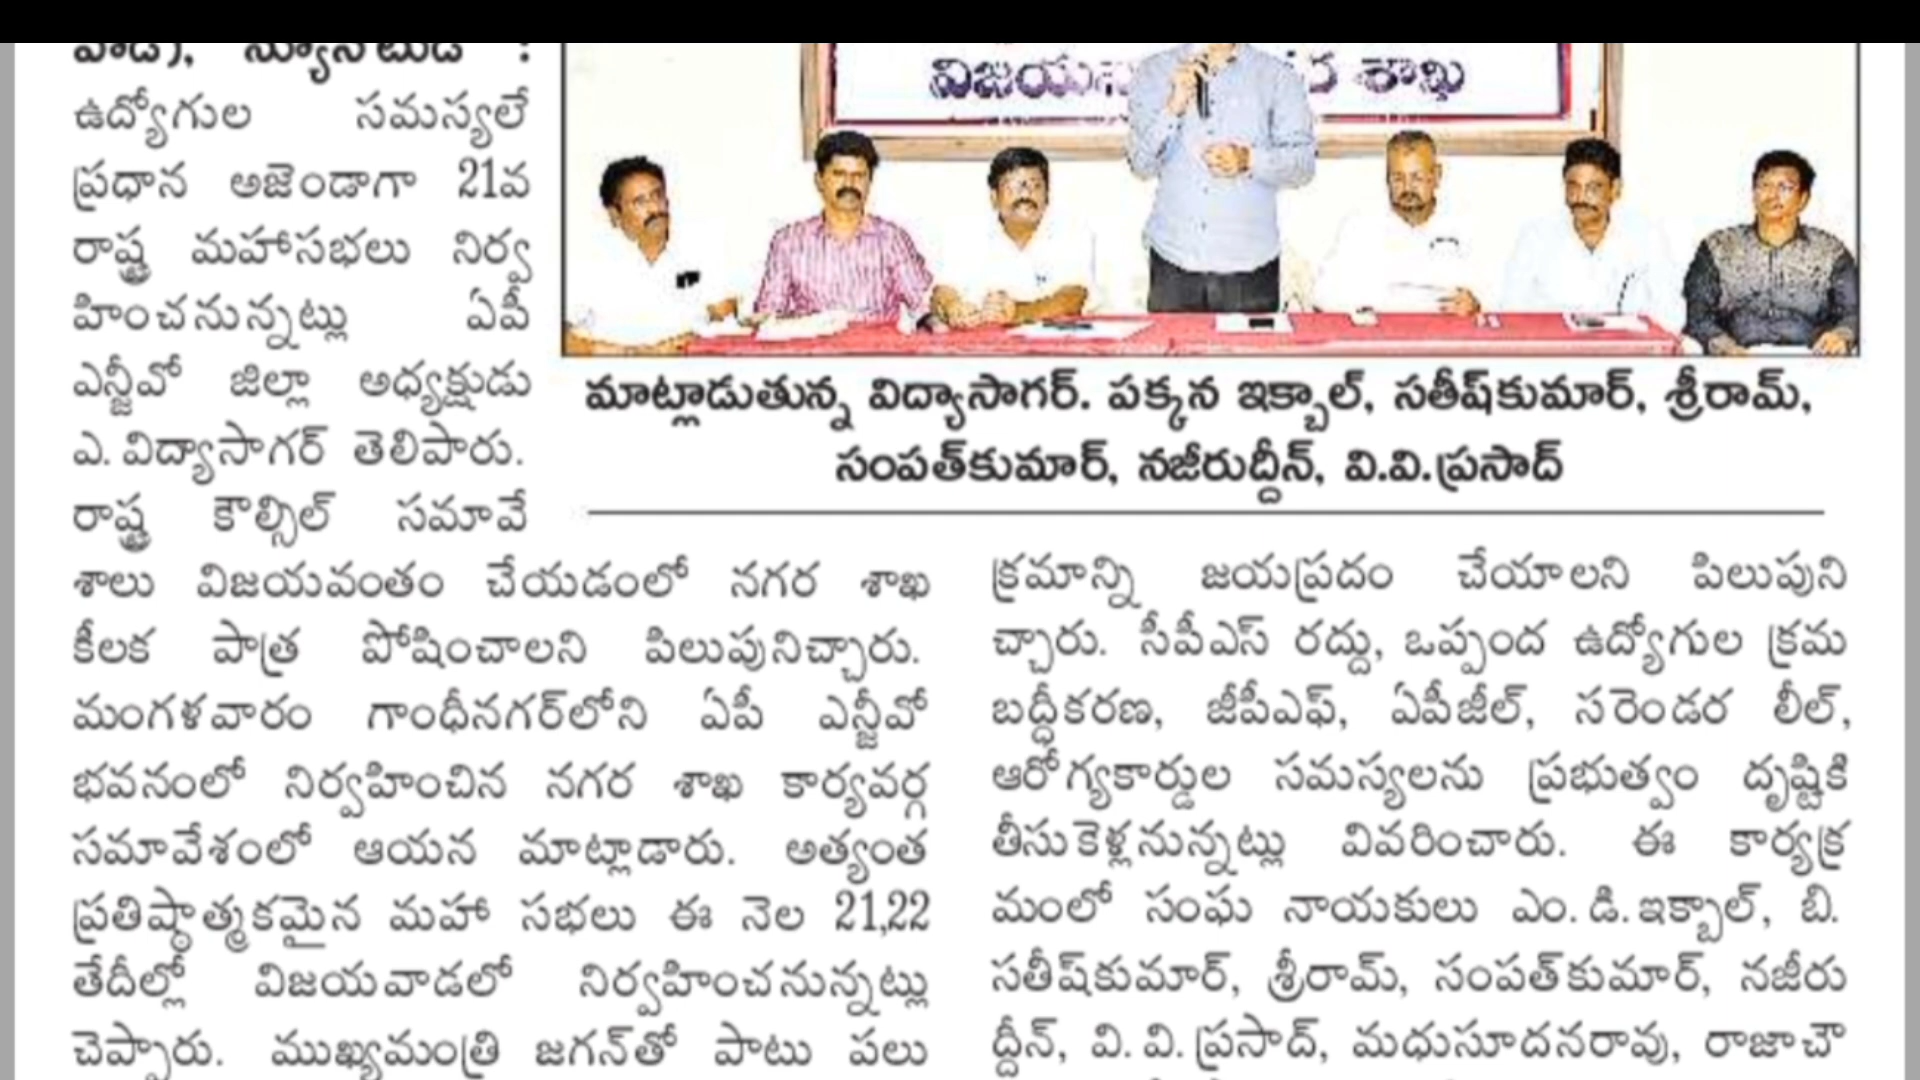 న్యూస్‌టుడే :
ఉద్యోగుల సమస్యలే
ప్రధాన అజెండాగా 21వ
రాష్ట్ర మహాసభలు నిర్వ
హించనున్నట్లు ఏపీ
ఎన్జీవో జిల్లా అధ్యక్షుడు
ఎ.విద్యాసాగర్ తెలిపారు.
రాష్ట్ర కౌల్సిల్ సమావే
శాలు విజయవంతం చేయడంలో నగర శాఖ
కీలక పాత్ర పోషించాలని పిలుపునిచ్చారు.
మంగళవారం గాంధీనగర్‌లోని ఏపీ ఎన్జీవో
భవనంలో నిర్వహించిన నగర శాఖ కార్యవర్గ
సమావేశంలో ఆయన మాట్లాడారు. అత్యంత
ప్రతిష్ఠాత్మకమైన మహా సభలు ఈ నెల 21,22
తేదీల్లో విజయవాడలో నిర్వహించనున్నట్లు
చెప్పారు. ముఖ్యమంత్రి జగన్‌తో పాటు పలు
శాఖ
మాట్లాడుతున్న విద్యాసాగర్. పక్కన ఇక్బాల్, సతీష్‌కుమార్, శ్రీరామ్,
సంపత్‌కుమార్, నజీరుద్దీన్, వి.వి.ప్రసాద్
క్రమాన్ని జయప్రదం చేయాలని పిలుపుని
చ్చారు. సీపీఎస్ రద్దు, ఒప్పంద ఉద్యోగుల క్రమ
బద్ధీకరణ, జీపీఎఫ్, ఏపీజీల్, సరెండర లీల్,
ఆరోగ్యకార్డుల సమస్యలను ప్రభుత్వం దృష్టికి
తీసుకెళ్లనున్నట్లు వివరించారు. ఈ కార్యక్ర
మంలో సంఘ నాయకులు ఎం.డి.ఇక్బాల్, బి.
సతీష్‌కుమార్, శ్రీరామ్, సంపత్‌కుమార్, నజీరు
ద్దీన్, వి.వి.ప్రసాద్, మధుసూదనరావు, రాజాచౌ